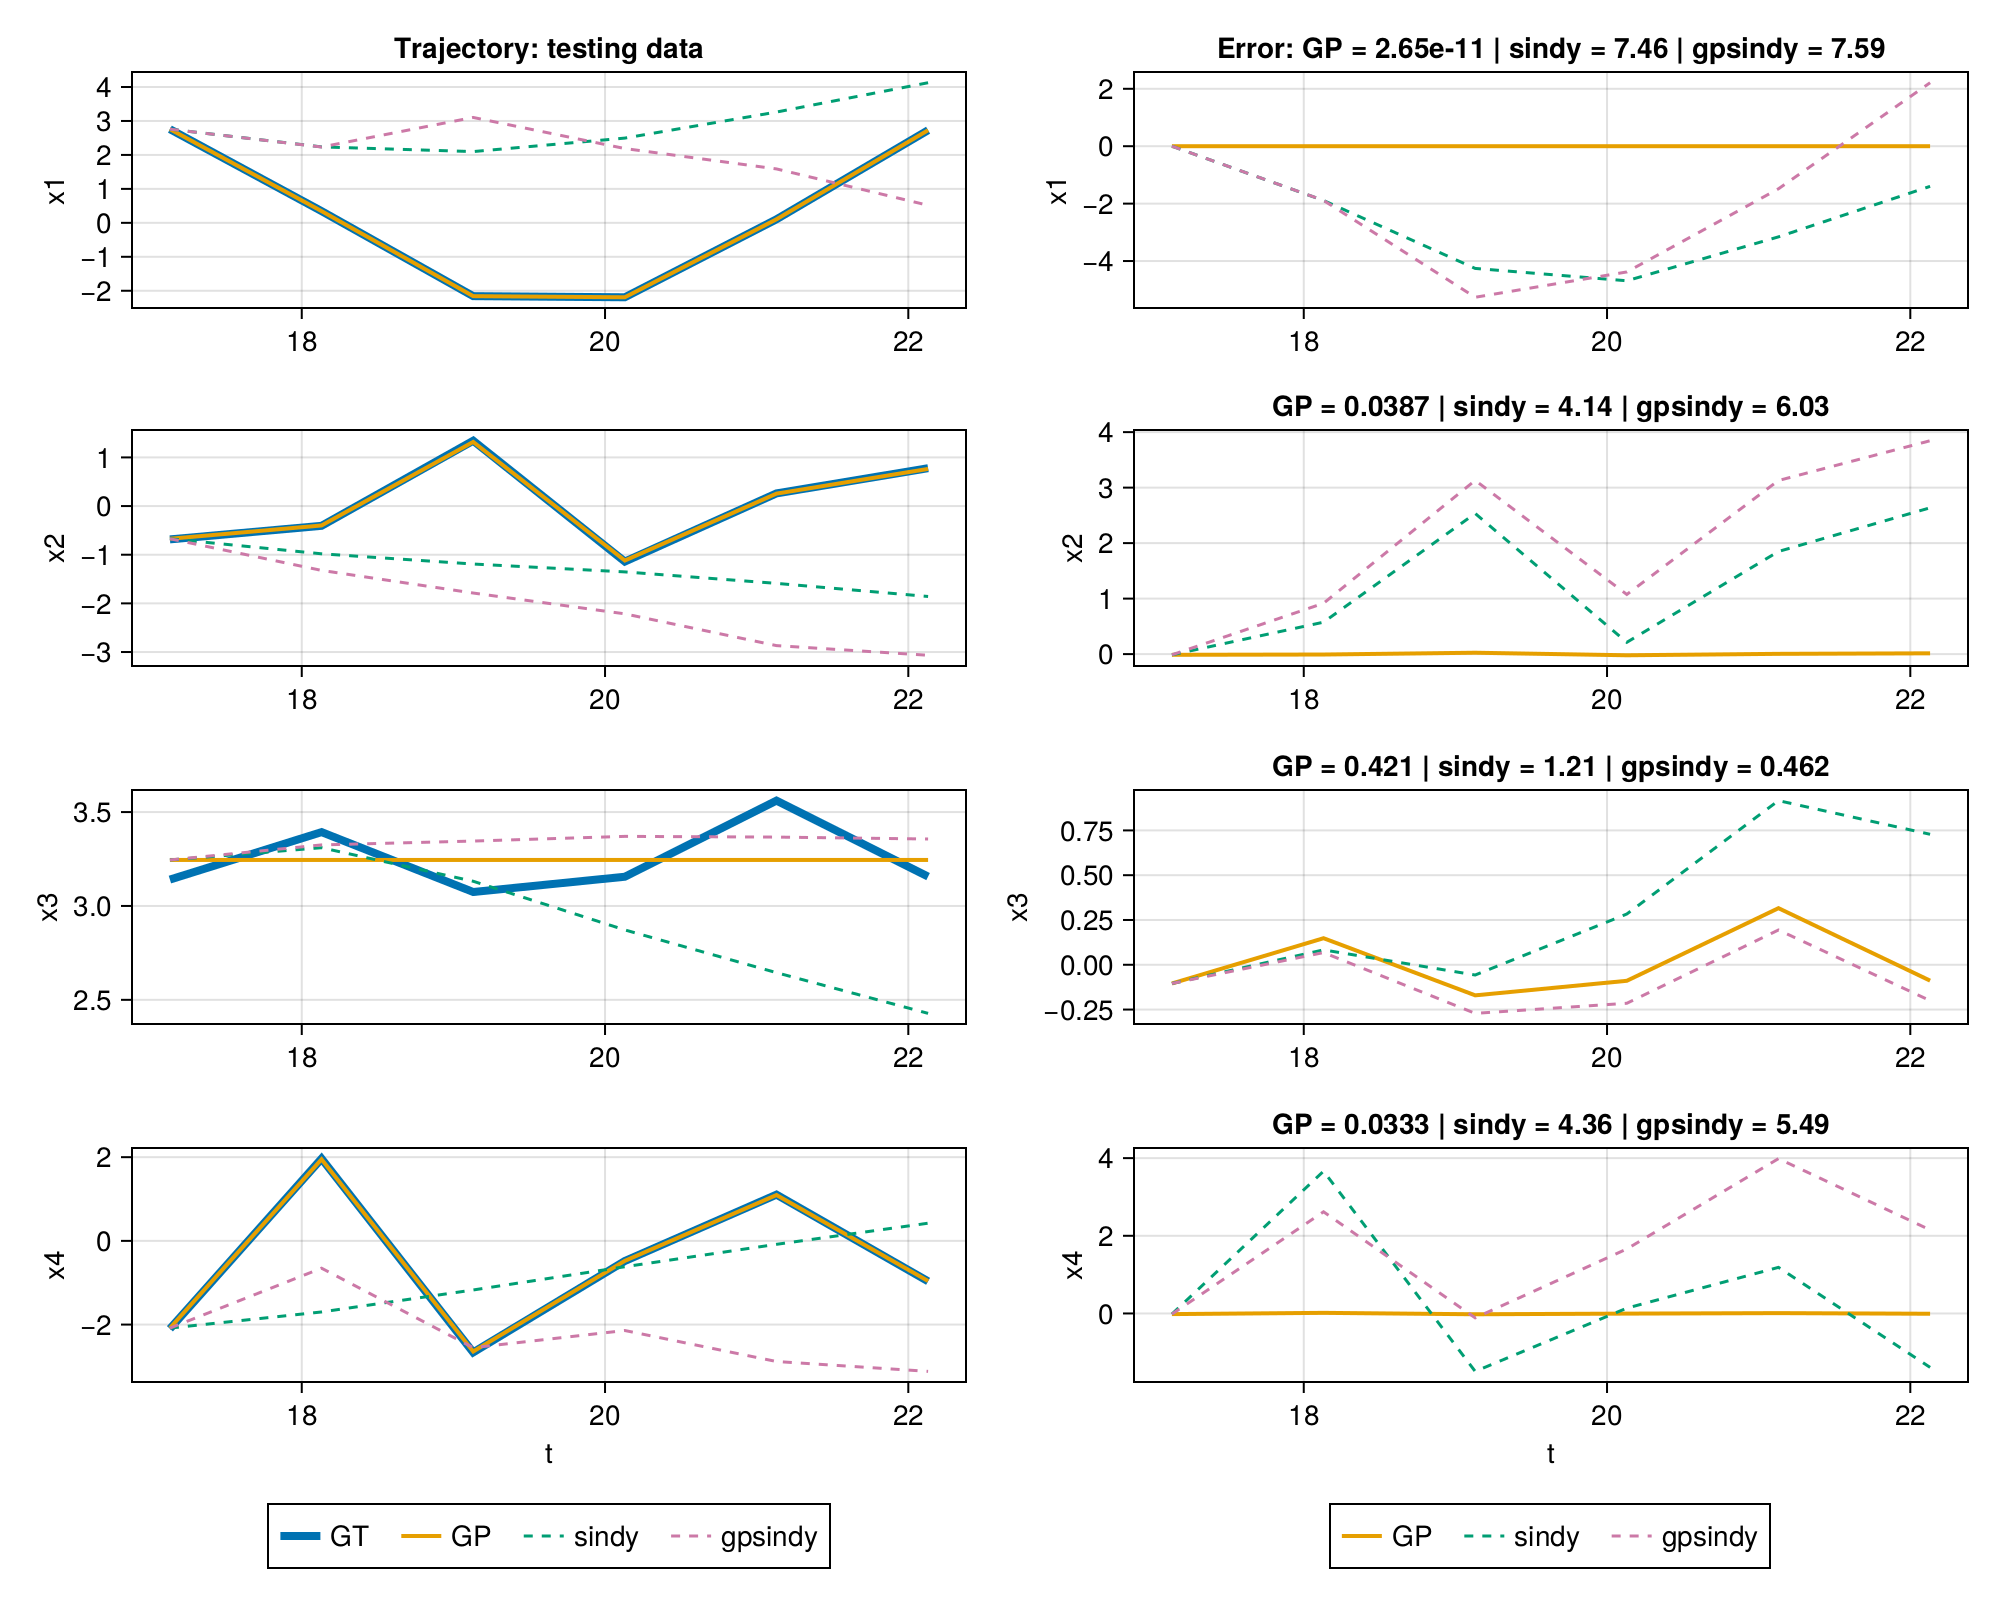 Trajectory: testing data
x1
4
3
2
1
0
−1
−2
18 20 22
Error: GP = 2.65e-11 | sindy = 7.46 | gpsindy = 7.59
x1
2
0
−2
−4
18 20 22
x2
1
0
−1
−2
−3
18 20 22
GP = 0.0387 | sindy = 4.14 | gpsindy = 6.03
x2
4
3
2
1
0
18 20 22
x3
3.5
3.0
2.5
18 20 22
GP = 0.421 | sindy = 1.21 | gpsindy = 0.462
x3
0.75
0.50
0.25
0.00
−0.25
18 20 22
x4
2
0
−2
18 20 22
t
GP = 0.0333 | sindy = 4.36 | gpsindy = 5.49
x4
4
2
0
18 20 22
t
GT GP sindy gpsindy
GP sindy gpsindy